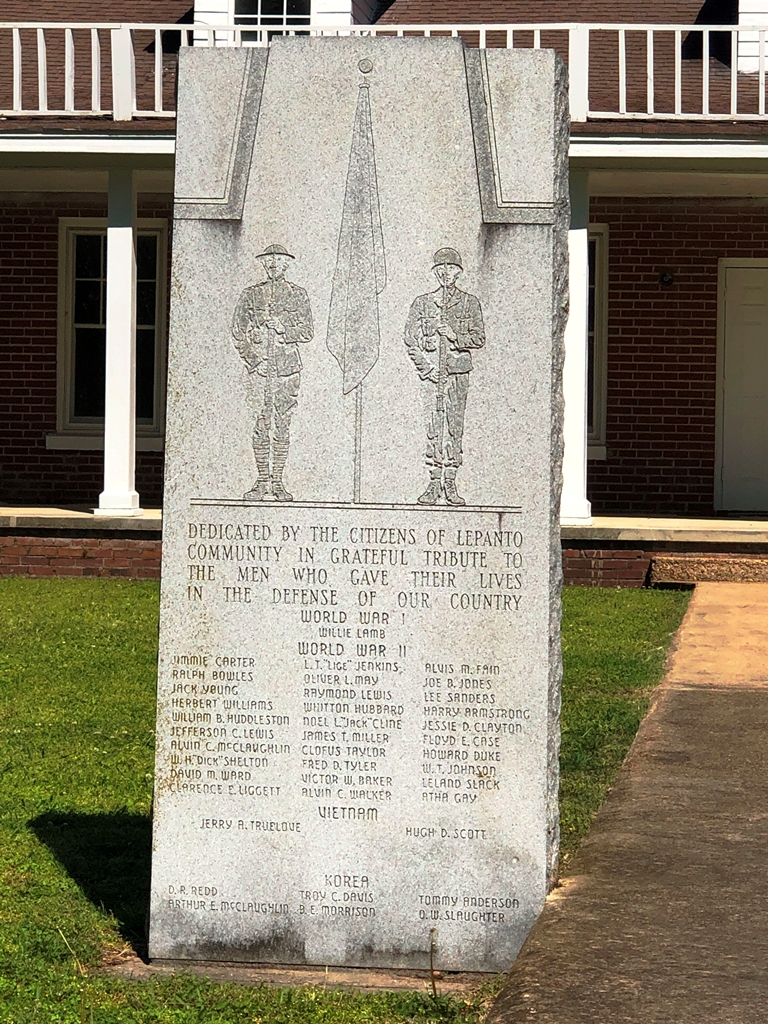 DEDICATED BY THE CITIZENS OF LEPANTO
COMMUNITY IN GRATEFUL TRIBUTE TO
THE MEN WHO GAVE THEIR LIVES
IN THE DEFENSE OF OUR COUNTRY
WORLD WAR I
WILLIE LAMB
WORLD WAR II
JIMMIE CARTER L.T. "LIGE" JENKINS ALVIS M. FAIN
RALPH BOWLES OLIVER L. MAY JOE B. JONES
JACK YOUNG RAYMOND LEWIS LEE SANDERS
HERBERT WILLIAMS WHITTON HUBBARD HARRY ARMSTRONG
WILLIAM B. HUDDLESTON NOEL L. "JACK" CLINE JESSIE D. CLAYTON
JEFFERSON C. LEWIS JAMES T. MILLER FLOYD E. CASE
ALVIN C. McCLAUGHLIN CLOFUS TAYLOR HOWARD DUKE
W. H. "DICK" SHELTON FRED D. TYLER W. T. JOHNSON
DAVID M. WARD VICTOR W. BAKER LELAND SLACK
CLARENCE E. LIGGETT ALVIN C. WALKER ATHA GAY
VIETNAM
JERRY A. TRUELOVE HUGH D. SCOTT
KOREA
D. R. REDD TROY C. DAVIS TOMMY ANDERSON
ARTHUR E. McCLAUGHLIN B. E. MORRISON O. W. SLAUGHTER